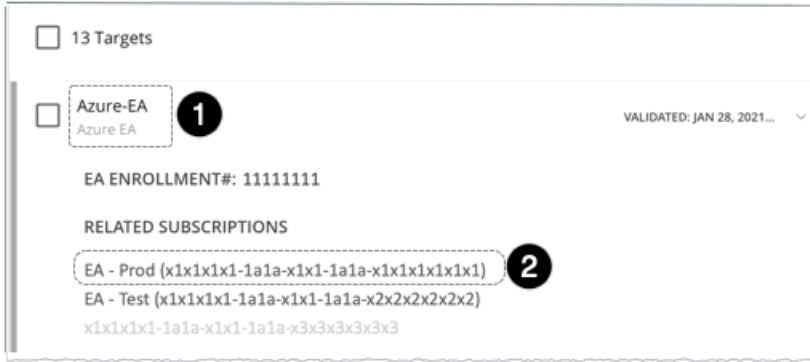 13 Targets
Azure-EA
1
Azure EA
VALIDATED: JAN 28, 2021...
EA ENROLLMENT#: 11111111
RELATED SUBSCRIPTIONS
EA - Prod (x1x1x1x1-1a1a-x1x1-1a1a-x1x1x1x1x1x1)
2
EA - Test (x1x1x1x1-1a1a-x1x1-1a1a-x2x2x2x2x2x2)
x1x1x1x1-1a1a-x1x1-1a1a-x3x3x3x3x3x3